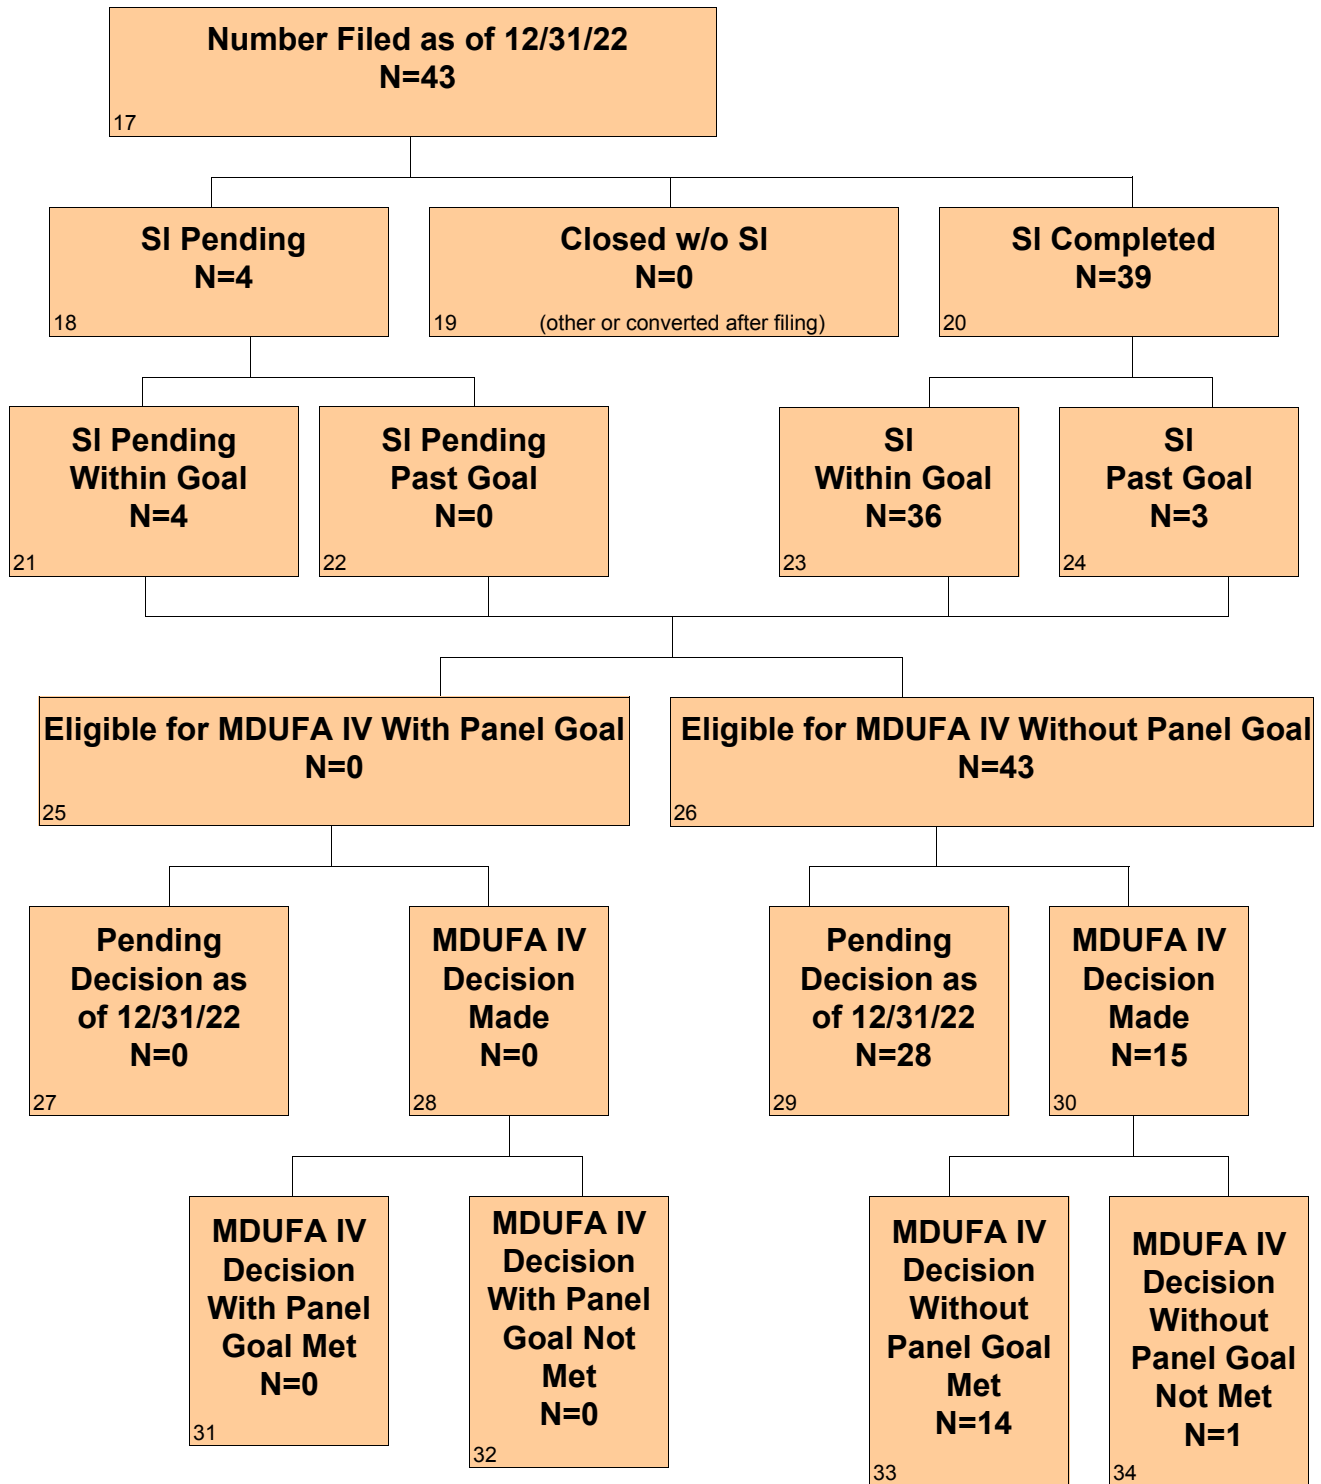 Number Filed as of 12/31/22
N=43
17
SI Pending
N=4
18
Closed w/o SI
N=0
19
(other or converted after filing)
SI Completed
N=39
20
SI Pending
Within Goal
N=4
21
SI Pending
Past Goal
N=0
22
SI
Within Goal
N=36
23
SI
Past Goal
N=3
24
Eligible for MDUFA IV With Panel Goal
N=0
25
Eligible for MDUFA IV Without Panel Goal
N=43
26
Pending
Decision as
of 12/31/22
N=0
27
MDUFA IV
Decision
Made
N=0
28
Pending
Decision as
of 12/31/22
N=28
29
MDUFA IV
Decision
Made
N=15
30
MDUFA IV
Decision
With Panel
Goal Met
N=0
31
MDUFA IV
Decision
With Panel
Goal Not
Met
N=0
32
MDUFA IV
Decision
Without
Panel Goal
Met
N=14
33
MDUFA IV
Decision
Without
Panel Goal
Not Met
N=1
34